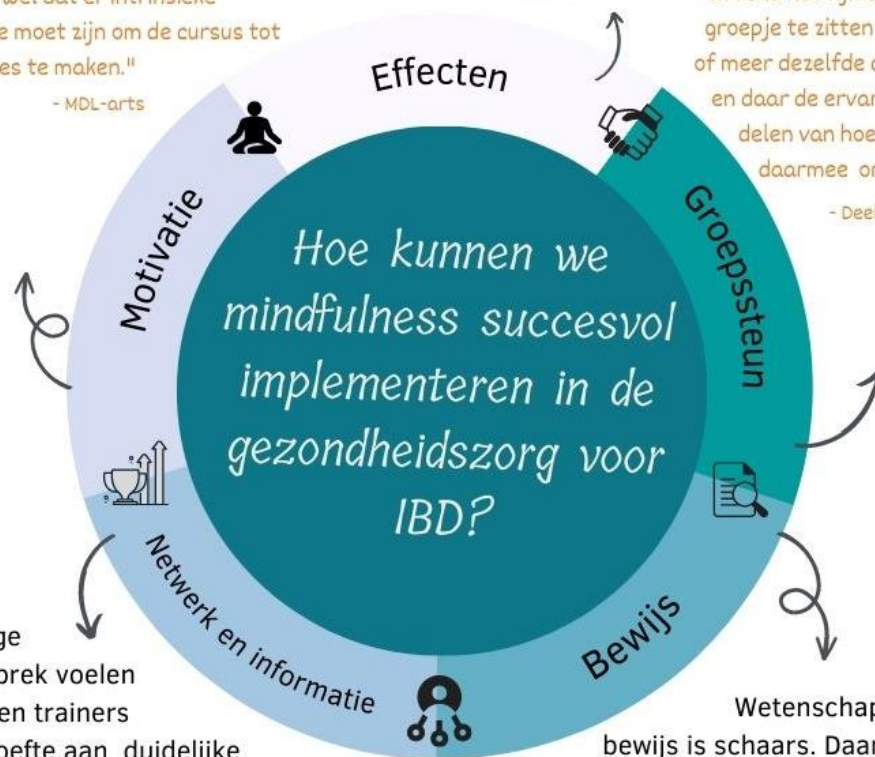 wel dat er intrinsieke
e moet zijn om de cursus tot
es te maken."
- MDL-arts
groepje te zitten
of meer dezelfde
en daar de ervar
delen van hoe
daarmee
- Deel
Effecten
Motivatie
Groepssteun
Hoe kunnen we
mindfulness succesvol
implementeren in de
gezondheidszorg voor
IBD?
Netwerk en informatie
Bewijs
ge
prek voelen
en trainers
oefte aan duidelijke
Wetenschap
bewijs is schaars. Daar